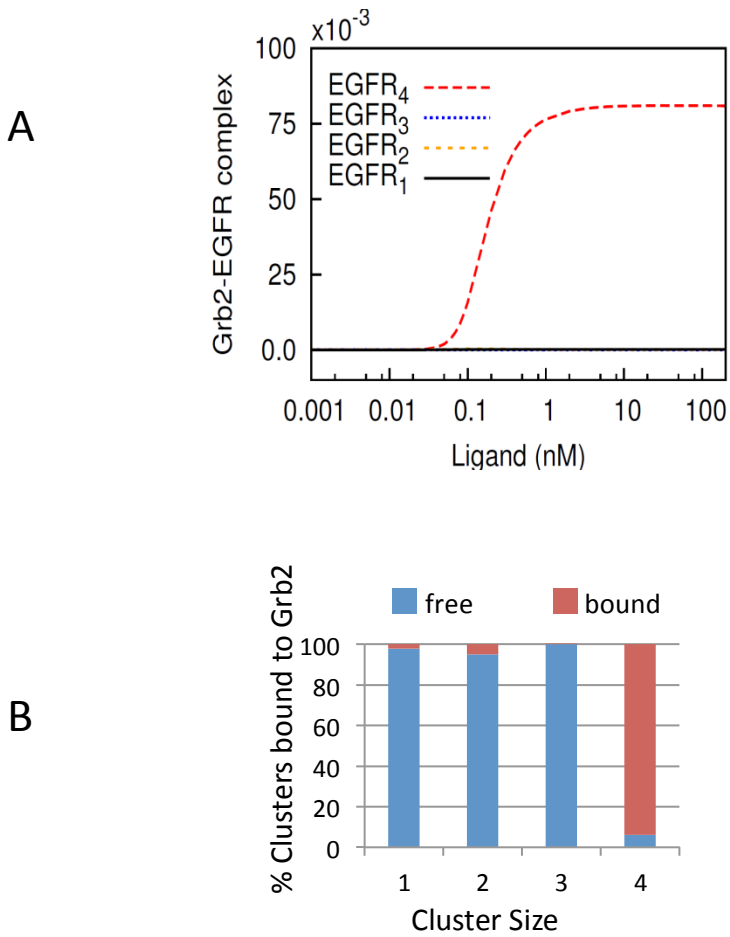 A
x10⁻³
100
75
50
25
0.0
Grb2-EGFR complex
EGFR₄
EGFR₃
EGFR₂
EGFR₁
0.001 0.01 0.1 1 10 100
Ligand (nM)
B
free bound
% Clusters bound to Grb2
100
80
60
40
20
0
1 2 3 4
Cluster Size